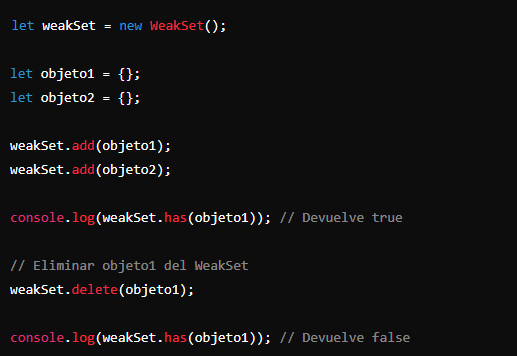 let weakSet = new WeakSet();
let objeto1 = {};
let objeto2 = {};
weakSet.add(objeto1);
weakSet.add(objeto2);
console.log(weakSet.has(objeto1)); // Devuelve true
// Eliminar objeto1 del WeakSet
weakSet.delete(objeto1);
console.log(weakSet.has(objeto1)); // Devuelve false